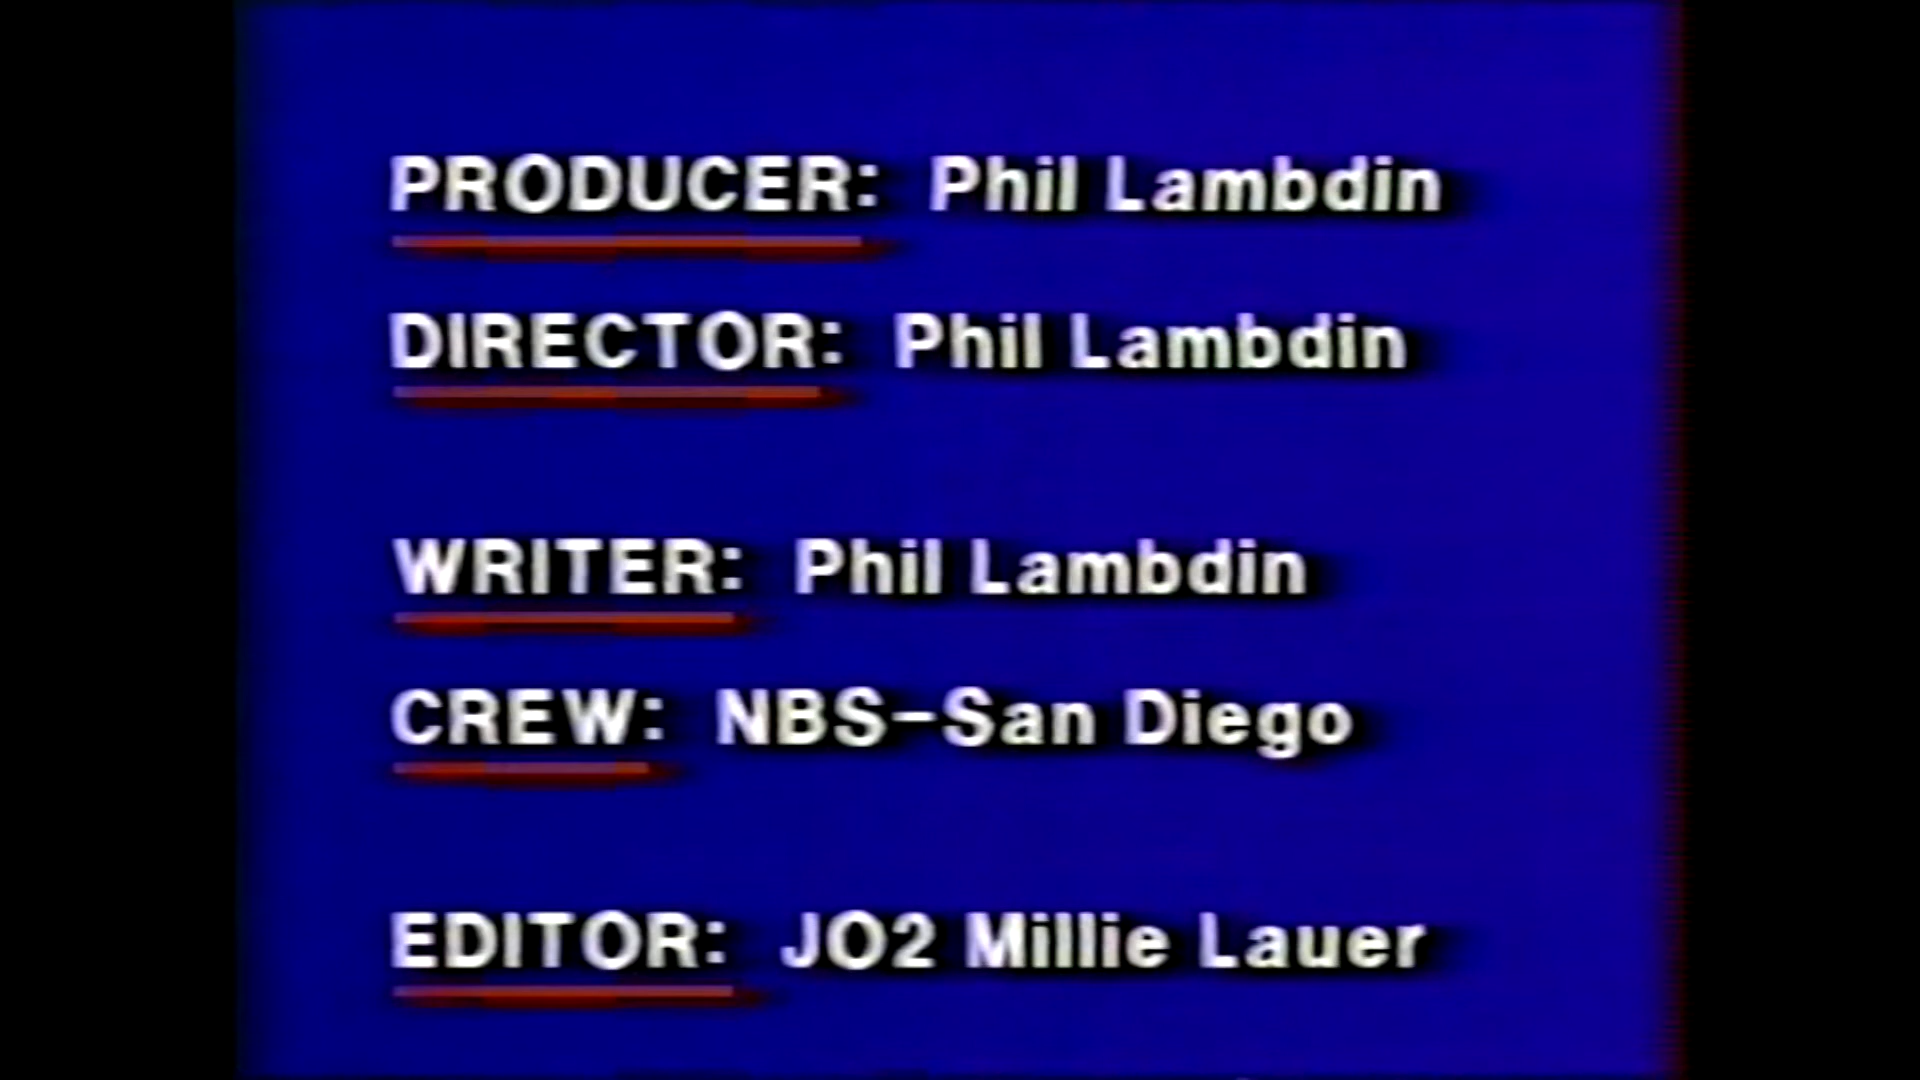 PRODUCER: Phil Lambdin
DIRECTOR: Phil Lambdin
WRITER: Phil Lambdin
CREW: NBS-San Diego
EDITOR: JO2 Millie Lauer